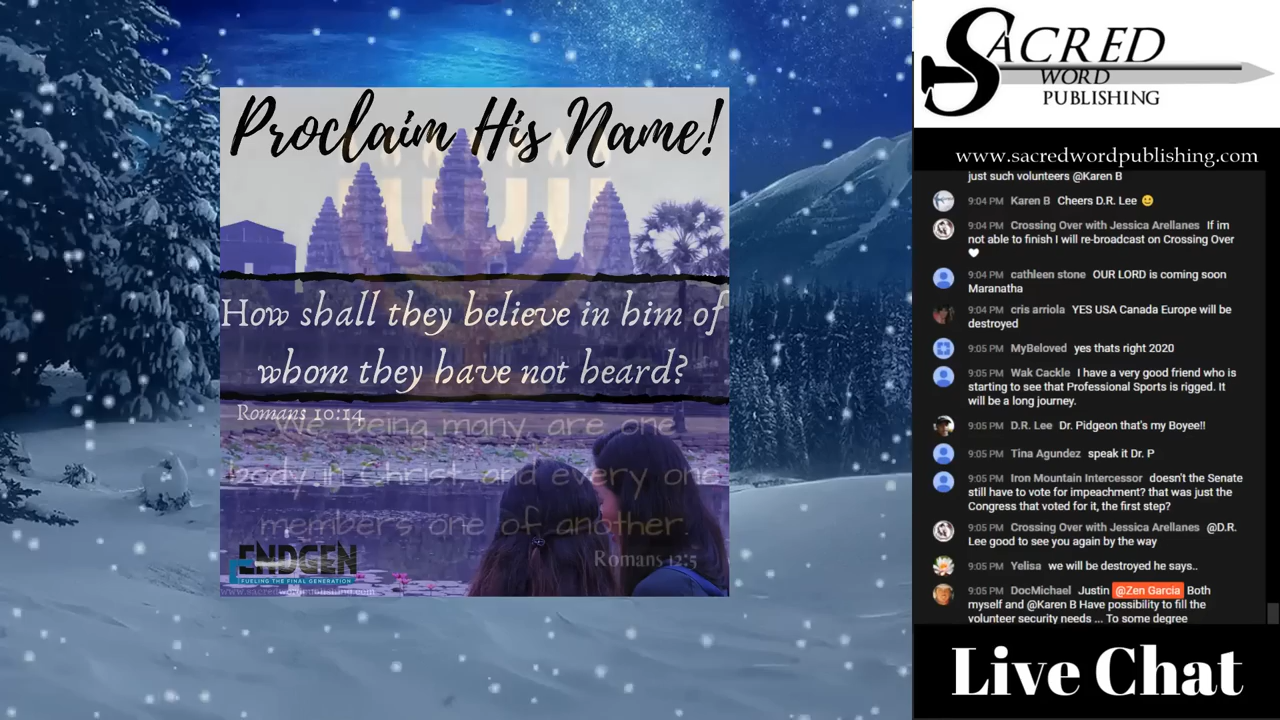 Proclaim His Name!
How shall they believe in him of
whom they have not heard?
Romans 10:14
We, being many, are one
body in Christ, and every one
members one of another.
Romans 12:5
ENDGEN
FUELING THE FINAL GENERATION
www.sacredwordpublishing.com
SACRED
WORD
PUBLISHING
www.sacredwordpublishing.com
just such volunteers @Karen B
9:04 PM Karen B Cheers D.R. Lee 🙂
9:04 PM Crossing Over with Jessica Arellanes If im
not able to finish I will re-broadcast on Crossing Over
🤍
9:04 PM cathleen stone OUR LORD is coming soon
Maranatha
9:04 PM cris arriola YES USA Canada Europe will be
destroyed
9:05 PM MyBeloved yes thats right 2020
9:05 PM Wak Cackle I have a very good friend who is
starting to see that Professional Sports is rigged. It
will be a long journey.
9:05 PM D.R. Lee Dr. Pidgeon that's my Boyee!!
9:05 PM Tina Agundez speak it Dr. P
9:05 PM Iron Mountain Intercessor doesn't the Senate
still have to vote for impeachment? that was just the
Congress that voted for it, the first step?
9:05 PM Crossing Over with Jessica Arellanes @D.R.
Lee good to see you again by the way
9:05 PM Yelisa we will be destroyed he says..
9:05 PM DocMichael Justin @Zen Garcia Both
myself and @Karen B Have possibility to fill the
volunteer security needs ... To some degree
Live Chat